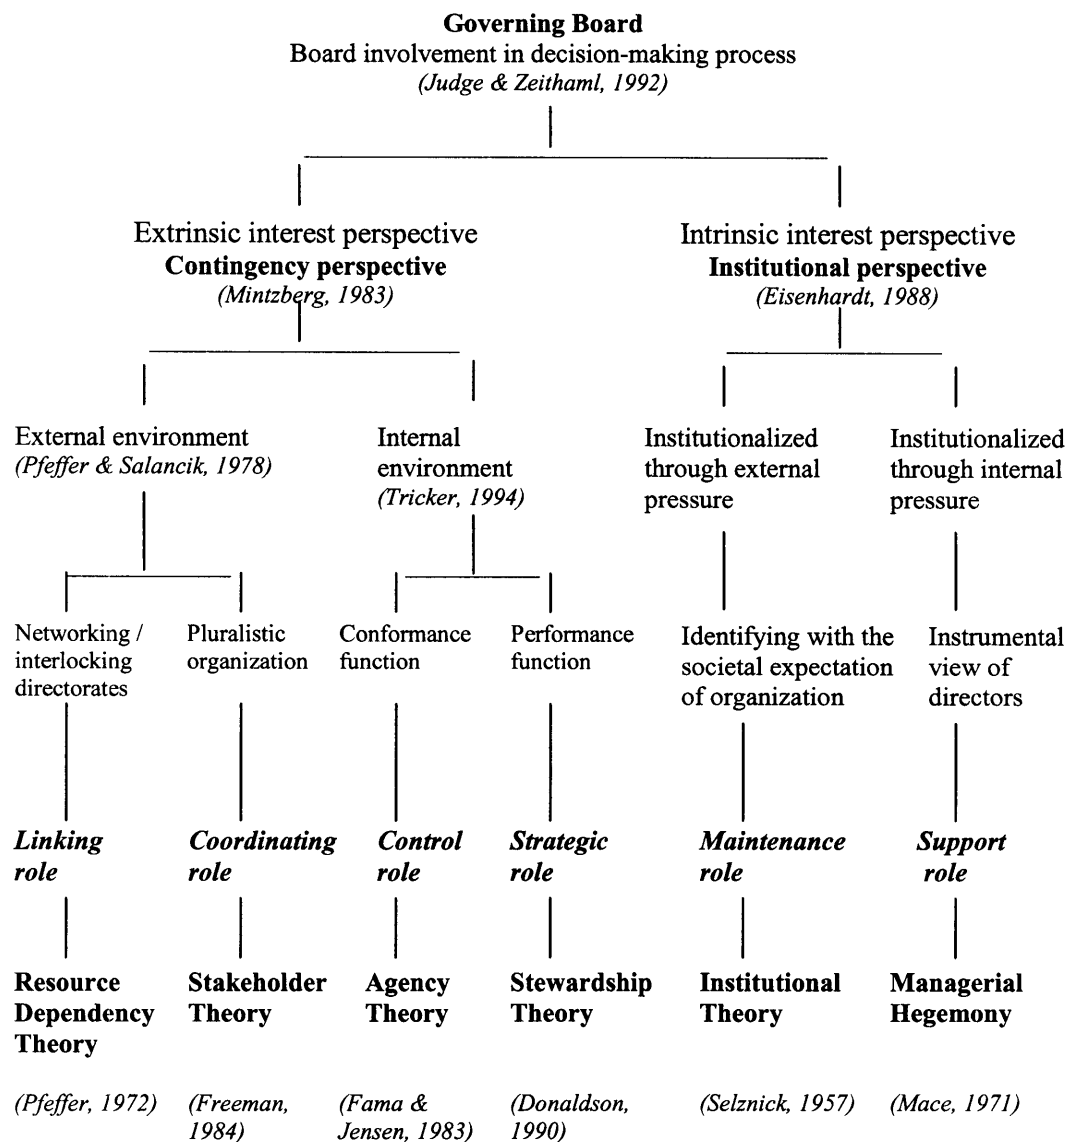 Governing Board
Board involvement in decision-making process
(Judge & Zeithaml, 1992)
Extrinsic interest perspective
Contingency perspective
(Mintzberg, 1983)
Intrinsic interest perspective
Institutional perspective
(Eisenhardt, 1988)
External environment
(Pfeffer & Salancik, 1978)
Internal
environment
(Tricker, 1994)
Institutionalized
through external
pressure
Institutionalized
through internal
pressure
Networking /
interlocking
directorates
Pluralistic
organization
Conformance
function
Performance
function
Identifying with the
societal expectation
of organization
Instrumental
view of
directors
Linking
role
Coordinating
role
Control
role
Strategic
role
Maintenance
role
Support
role
Resource
Dependency
Theory
Stakeholder
Theory
Agency
Theory
Stewardship
Theory
Institutional
Theory
Managerial
Hegemony
(Pfeffer, 1972)
(Freeman,
1984)
(Fama &
Jensen, 1983)
(Donaldson,
1990)
(Selznick, 1957)
(Mace, 1971)